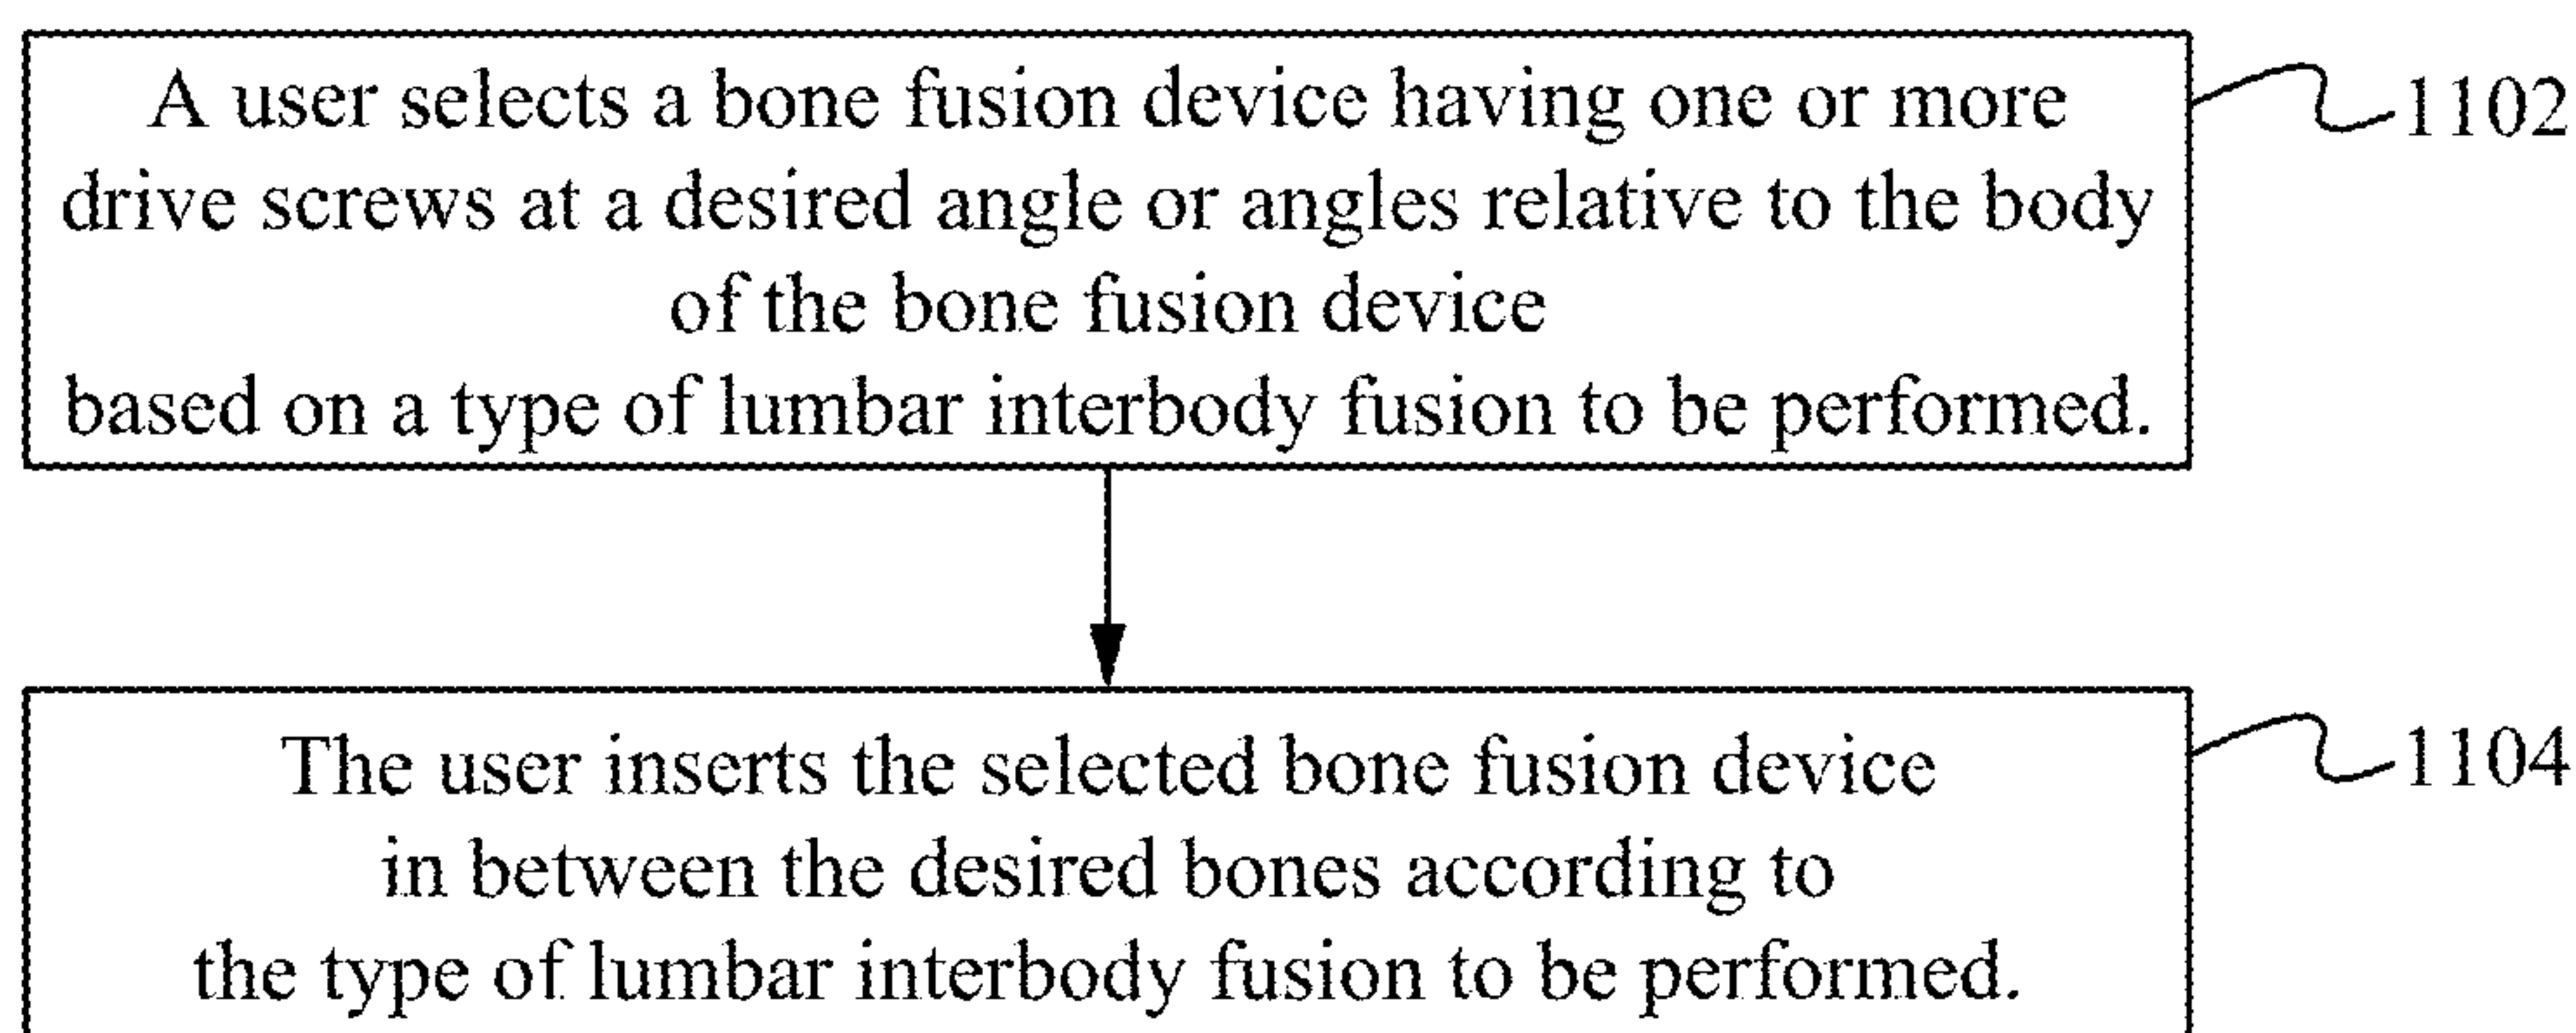 A user selects a bone fusion device having one or more
drive screws at a desired angle or angles relative to the body
of the bone fusion device
based on a type of lumbar interbody fusion to be performed.
1102
The user inserts the selected bone fusion device
in between the desired bones according to
the type of lumbar interbody fusion to be performed.
1104